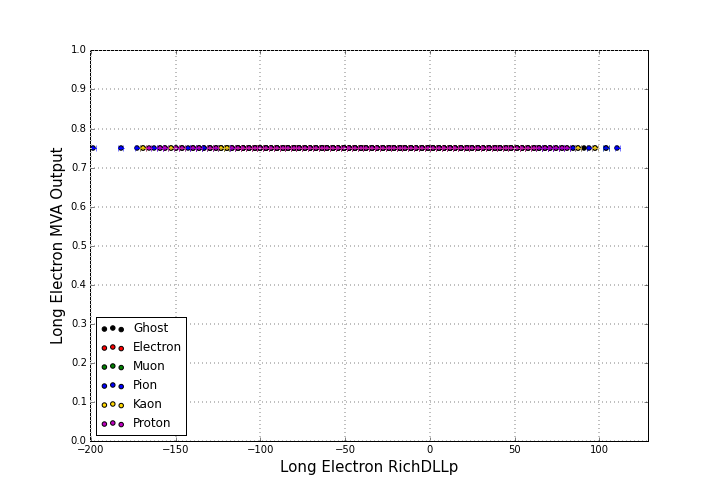 1.0
0.9
0.8
0.7
0.6
0.5
0.4
0.3
0.2
0.1
0.0
Long Electron MVA Output
Ghost
Electron
Muon
Pion
Kaon
Proton
−200 −150 −100 −50 0 50 100
Long Electron RichDLLp